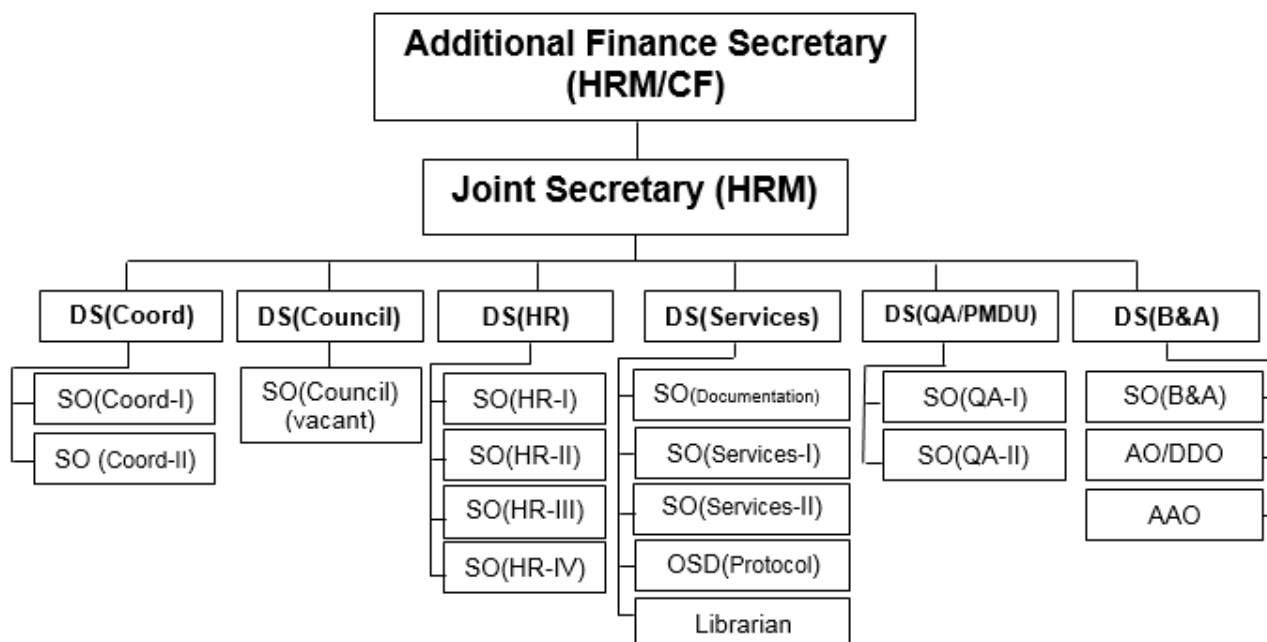 Additional Finance Secretary
(HRM/CF)
Joint Secretary (HRM)
DS(Coord)
DS(Council)
DS(HR)
DS(Services)
DS(QA/PMDU)
DS(B&A)
SO(Coord-I)
SO (Coord-II)
SO(Council)
(vacant)
SO(HR-I)
SO(HR-II)
SO(HR-III)
SO(HR-IV)
SO(Documentation)
SO(Services-I)
SO(Services-II)
OSD(Protocol)
Librarian
SO(QA-I)
SO(QA-II)
SO(B&A)
AO/DDO
AAO